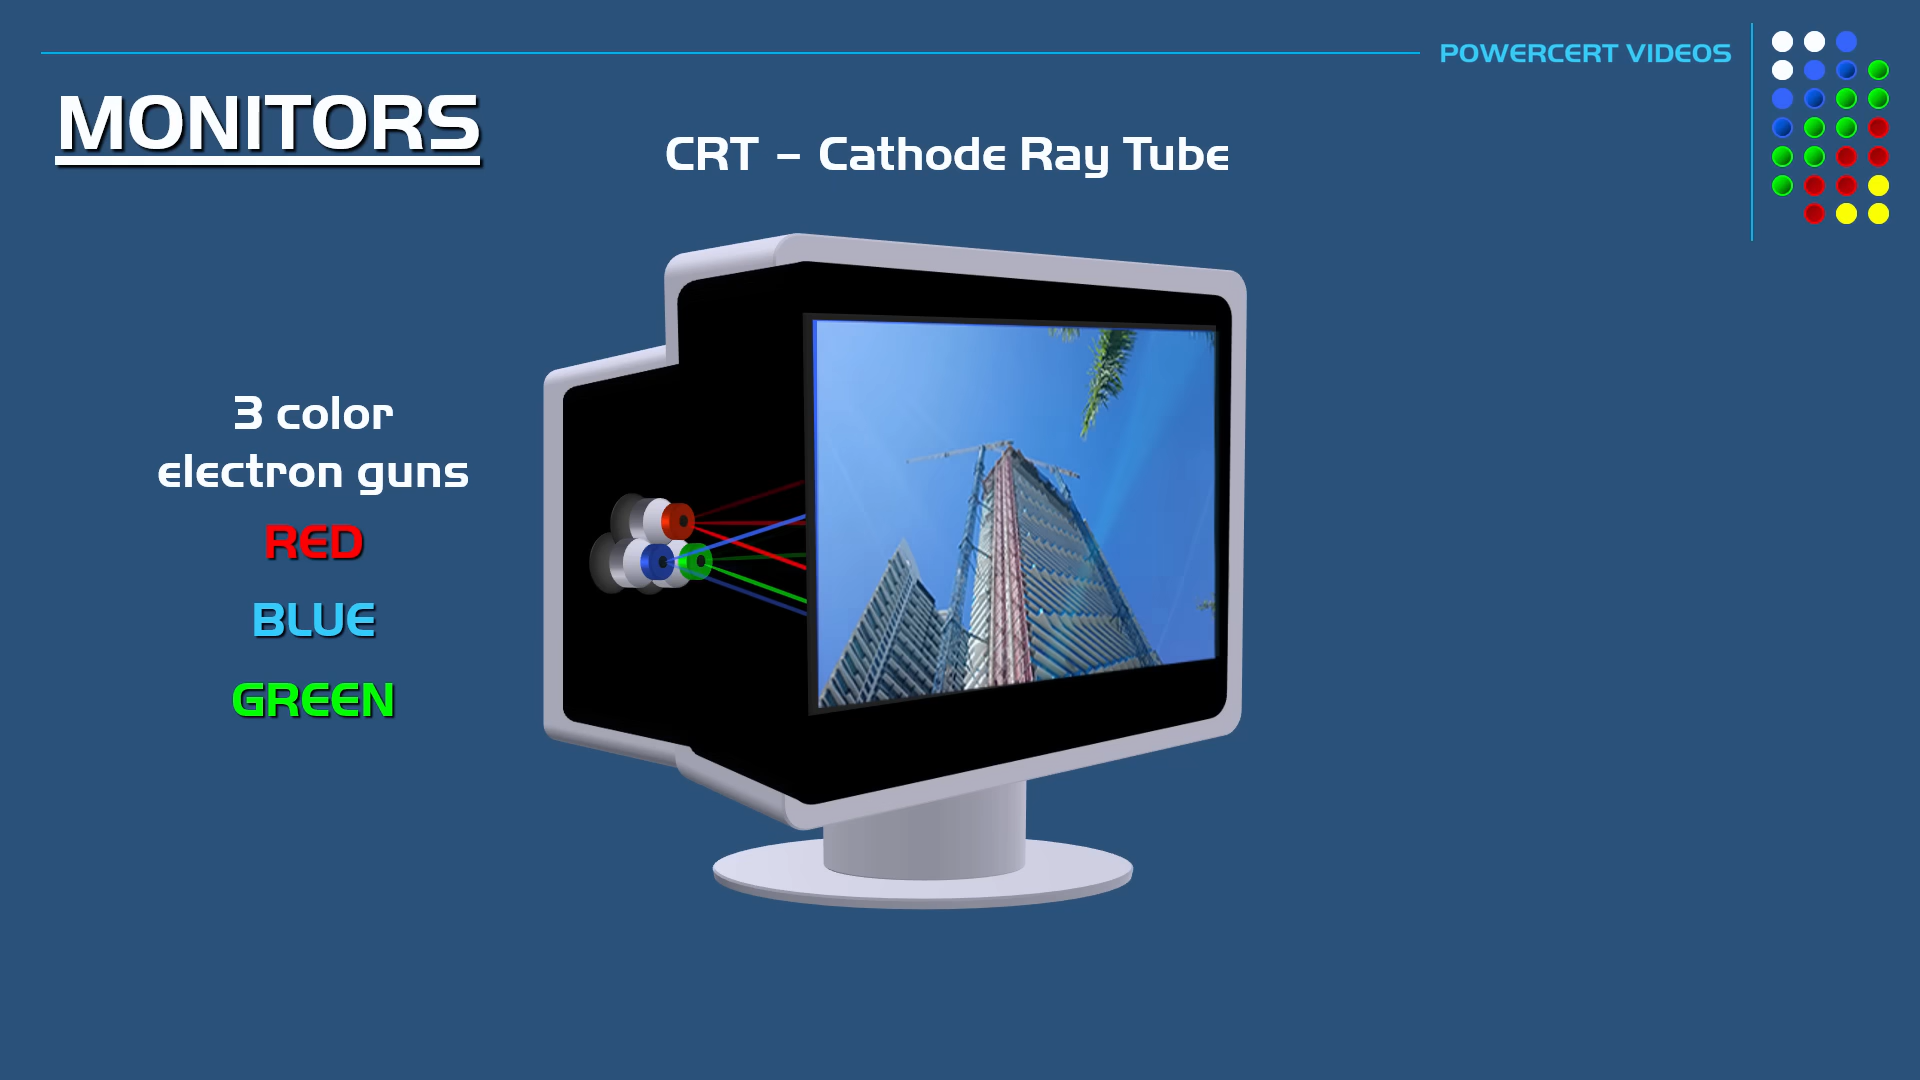 POWERCERT VIDEOS
MONITORS
CRT – Cathode Ray Tube
3 color
electron guns
RED
BLUE
GREEN